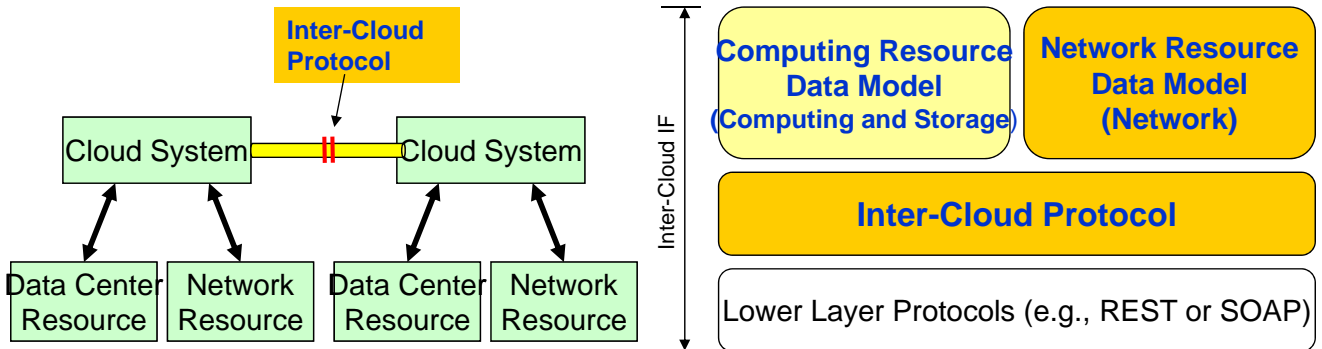 Inter-Cloud
Protocol
Cloud System
Cloud System
Data Center
Resource
Network
Resource
Data Center
Resource
Network
Resource
Inter-Cloud IF
Computing Resource
Data Model
(Computing and Storage)
Network Resource
Data Model
(Network)
Inter-Cloud Protocol
Lower Layer Protocols (e.g., REST or SOAP)